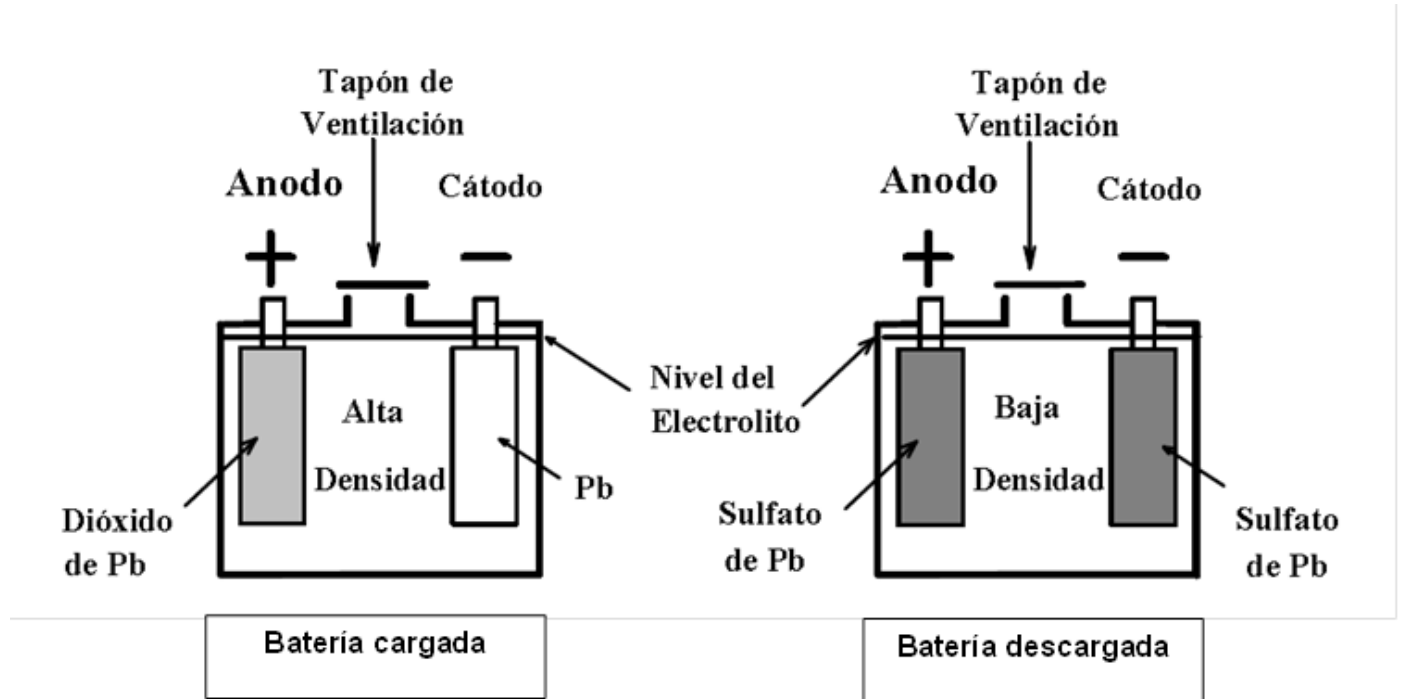 Tapón de
Ventilación
Anodo
Cátodo
+
−
Alta
Densidad
Dióxido
de Pb
Pb
Nivel del
Electrolito
Batería cargada
Tapón de
Ventilación
Anodo
Cátodo
+
−
Baja
Densidad
Sulfato
de Pb
Sulfato
de Pb
Batería descargada